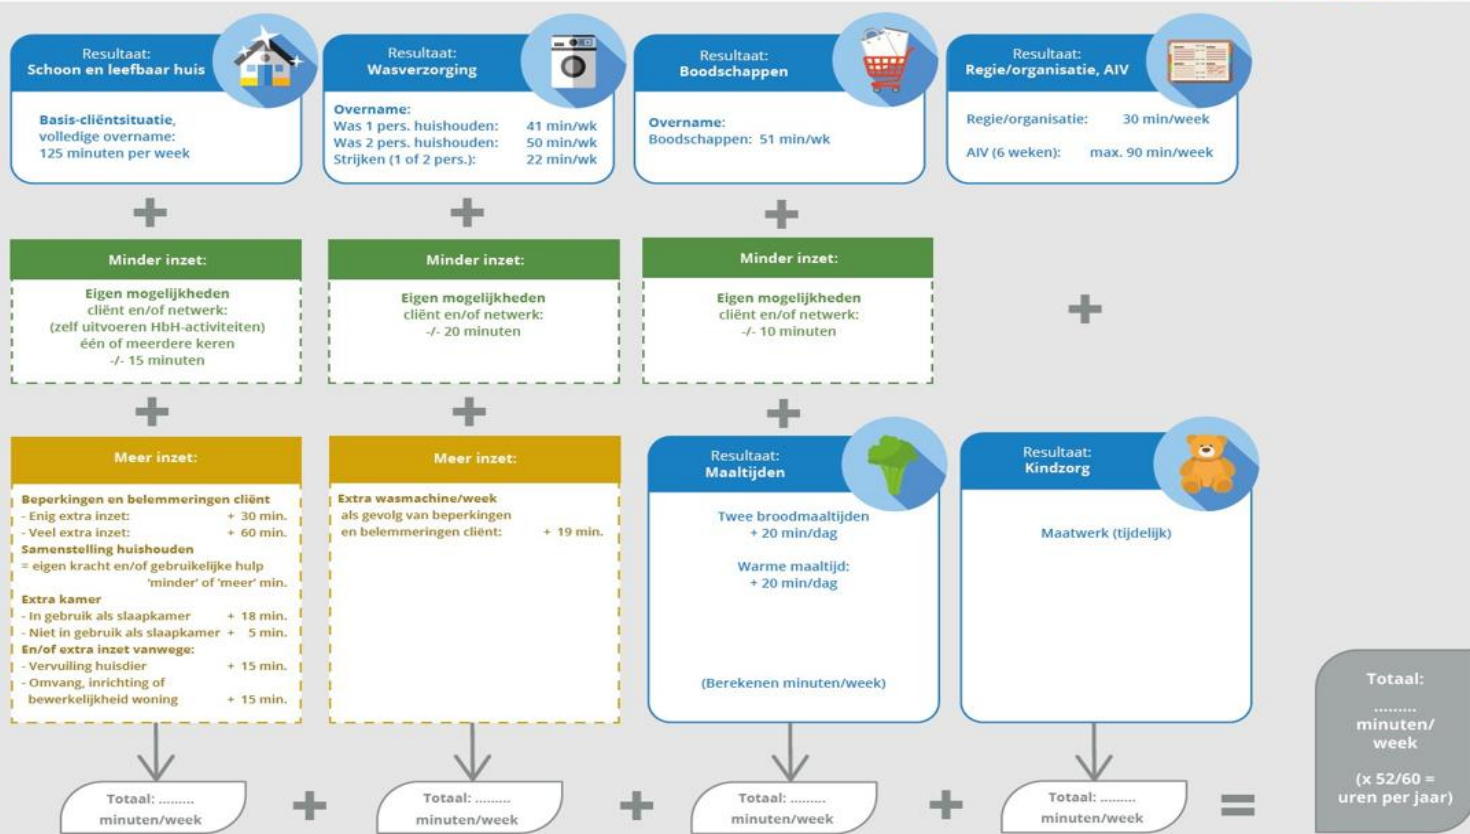 Resultaat:
Schoon en leefbaar huis
Basis-cliëntsituatie,
volledige overname:
125 minuten per week
Resultaat:
Wasverzorging
Overname:
Was 1 pers. huishouden: 41 min/wk
Was 2 pers. huishouden: 50 min/wk
Strijken (1 of 2 pers.): 22 min/wk
Resultaat:
Boodschappen
Overname:
Boodschappen: 51 min/wk
Resultaat:
Regie/organisatie, AIV
Regie/organisatie: 30 min/week
AIV (6 weken): max. 90 min/week
+
+
+
Minder inzet:
Eigen mogelijkheden
cliënt en/of netwerk:
(zelf uitvoeren HbH-activiteiten)
één of meerdere keren
-/- 15 minuten
Minder inzet:
Eigen mogelijkheden
cliënt en/of netwerk:
-/- 20 minuten
Minder inzet:
Eigen mogelijkheden
cliënt en/of netwerk:
-/- 10 minuten
+
+
+
+
Meer inzet:
Beperkingen en belemmeringen cliënt
- Enig extra inzet: + 30 min.
- Veel extra inzet: + 60 min.
Samenstelling huishouden
= eigen kracht en/of gebruikelijke hulp
'minder' of 'meer' min.
Extra kamer
- In gebruik als slaapkamer + 18 min.
- Niet in gebruik als slaapkamer + 5 min.
En/of extra inzet vanwege:
- Vervuiling huisdier + 15 min.
- Omvang, inrichting of
bewerkelijkheid woning + 15 min.
Meer inzet:
Extra wasmachine/week
als gevolg van beperkingen
en belemmeringen cliënt: + 19 min.
Resultaat:
Maaltijden
Twee broodmaaltijden
+ 20 min/dag
Warme maaltijd:
+ 20 min/dag
(Berekenen minuten/week)
Resultaat:
Kindzorg
Maatwerk (tijdelijk)
Totaal: .........
minuten/week
+
Totaal: .........
minuten/week
+
Totaal: .........
minuten/week
+
Totaal: .........
minuten/week
=
Totaal:
.........
minuten/
week
(x 52/60 =
uren per jaar)